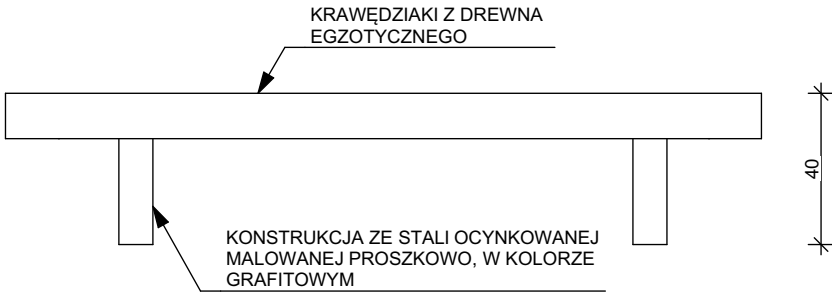 KRAWĘDZIAKI Z DREWNA
EGZOTYCZNEGO
40
KONSTRUKCJA ZE STALI OCYNKOWANEJ
MALOWANEJ PROSZKOWO, W KOLORZE
GRAFITOWYM